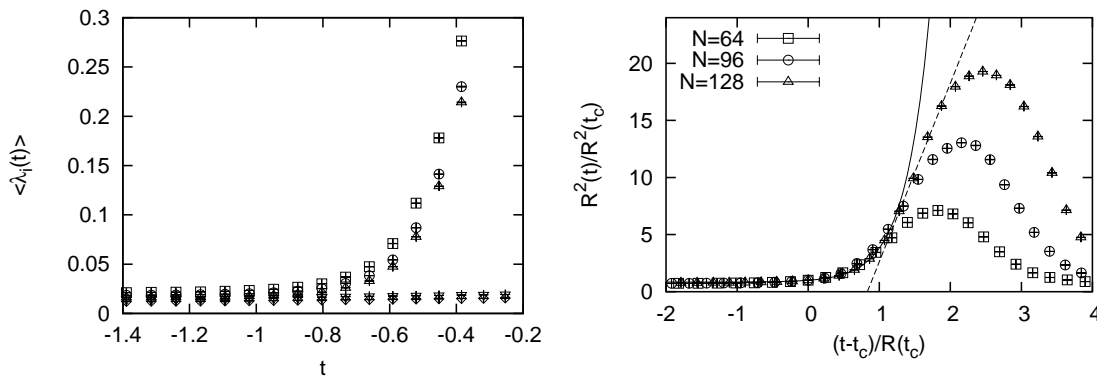 0.3
0.25
0.2
0.15
0.1
0.05
0
-1.4 -1.2 -1 -0.8 -0.6 -0.4 -0.2
t
<λi(t)>
N=64
N=96
N=128
20
15
10
5
0
-2 -1 0 1 2 3 4
(t-tc)/R(tc)
R2(t)/R2(tc)